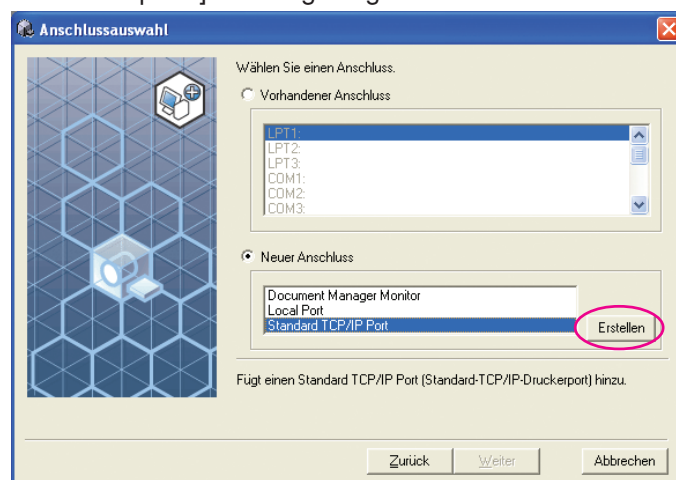 Anschlussauswahl
Wählen Sie einen Anschluss.
Vorhandener Anschluss
LPT1:
LPT2:
LPT3:
COM1:
COM2:
COM3:
Neuer Anschluss
Document Manager Monitor
Local Port
Standard TCP/IP Port
Erstellen
Fügt einen Standard TCP/IP Port (Standard-TCP/IP-Druckerport) hinzu.
Zurück Weiter Abbrechen